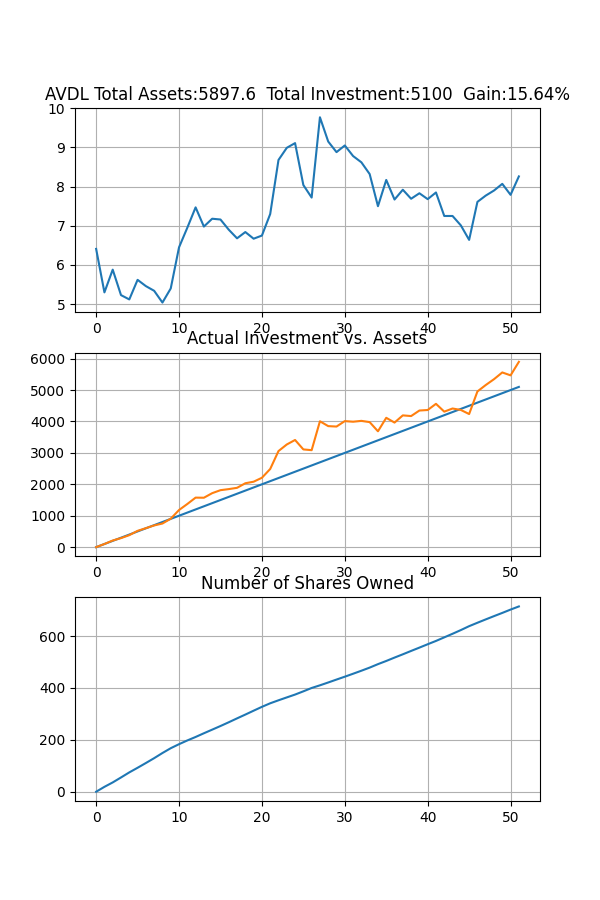 AVDL Total Assets:5897.6  Total Investment:5100  Gain:15.64%
10
9
8
7
6
5
0 10 20 30 40 50
Actual Investment vs. Assets
6000
5000
4000
3000
2000
1000
0
0 10 20 30 40 50
Number of Shares Owned
600
400
200
0
0 10 20 30 40 50